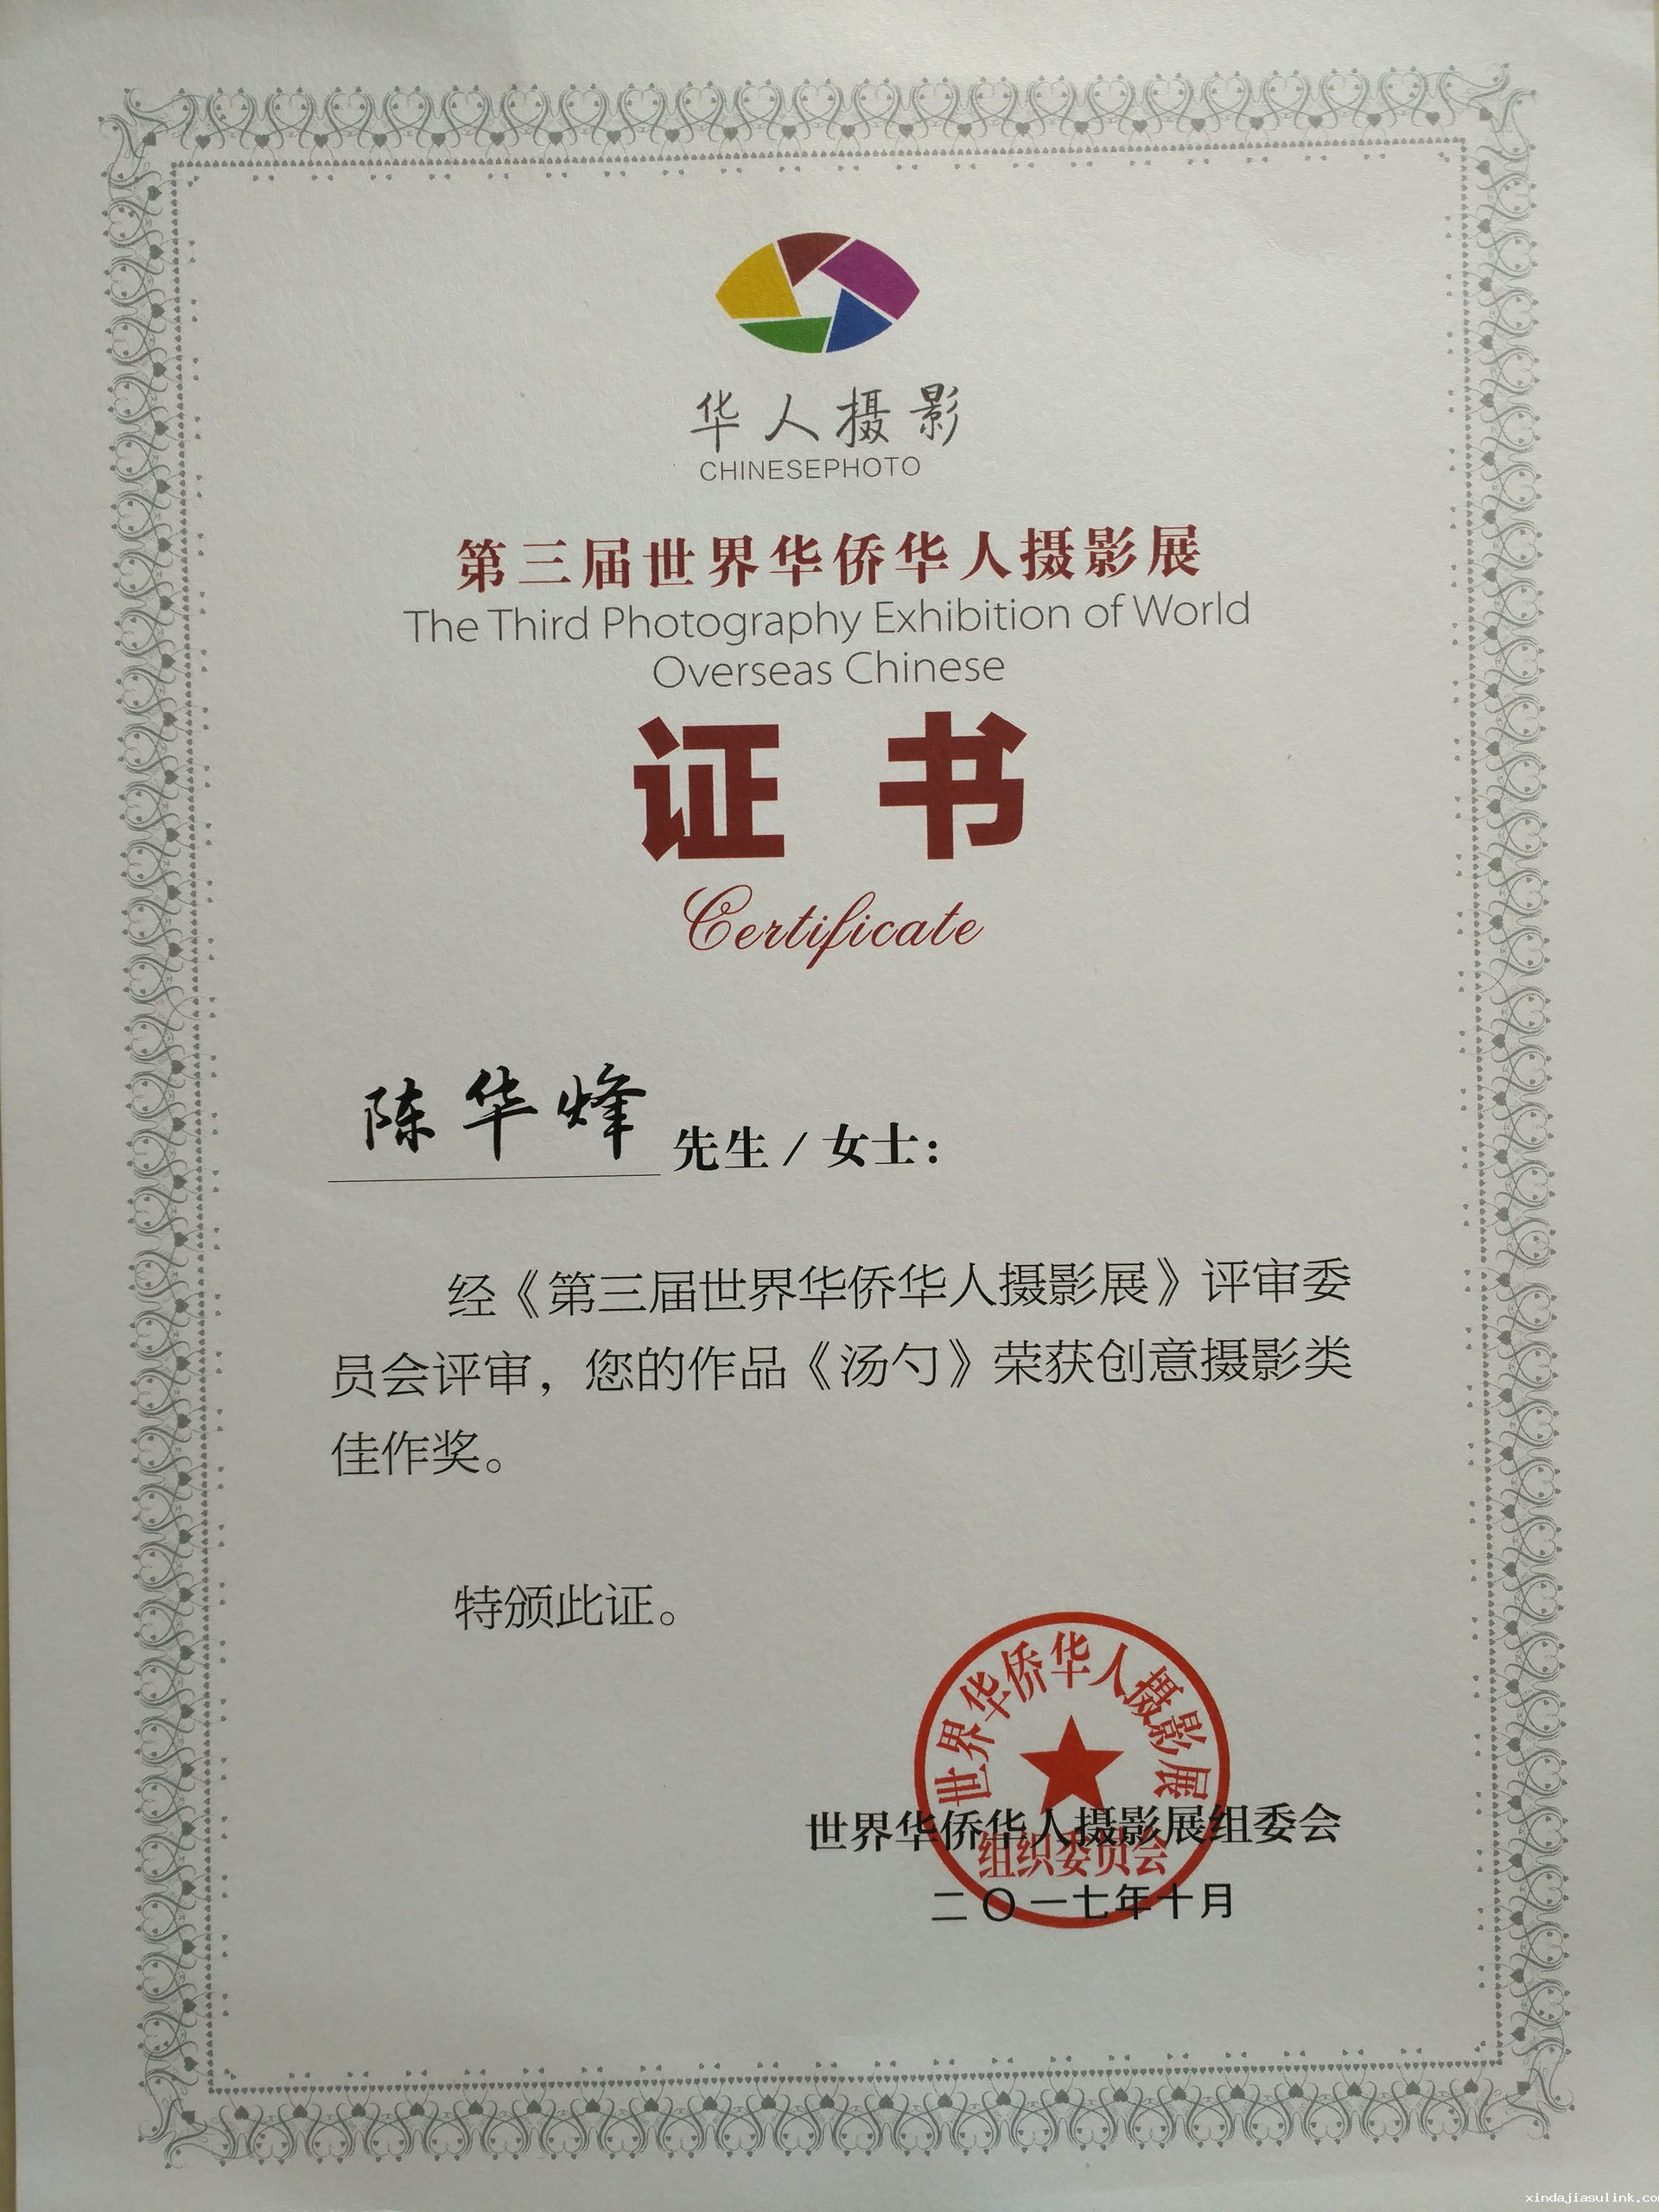 华人摄影
CHINESEPHOTO
第三届世界华侨华人摄影展
The Third Photography Exhibition of World
Overseas Chinese
证书
Certificate
陈华烽 先生 / 女士：
经《第三届世界华侨华人摄影展》评审委
员会评审，您的作品《汤勺》荣获创意摄影类
佳作奖。
特颁此证。
世界华侨华人摄影展
世界华侨华人摄影展组委会
组织委员会
二〇一七年十月
xindajiasulink.co